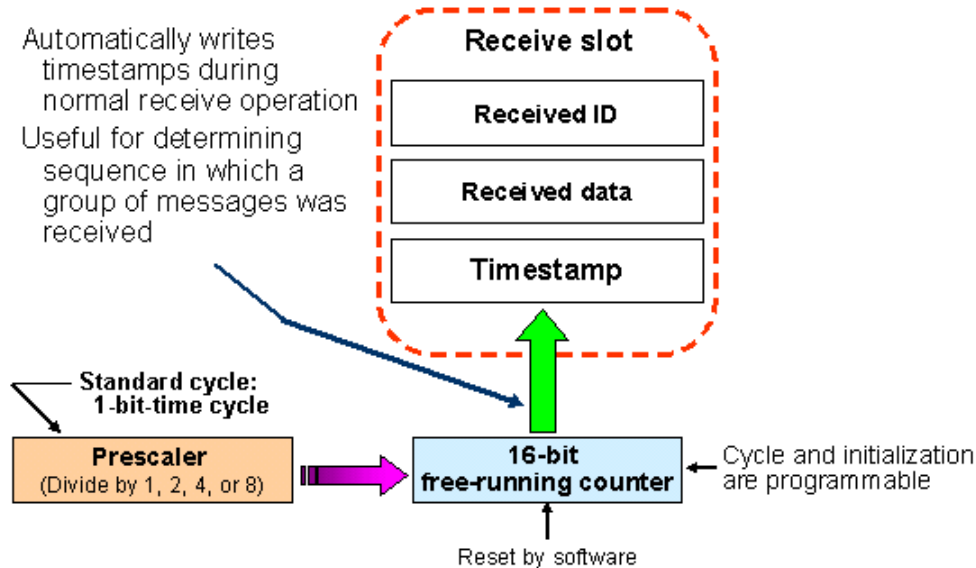 Automatically writes
timestamps during
normal receive operation
Useful for determining
sequence in which a
group of messages was
received
Receive slot
Received ID
Received data
Timestamp
Standard cycle:
1-bit-time cycle
Prescaler
(Divide by 1, 2, 4, or 8)
16-bit
free-running counter
Cycle and initialization
are programmable
Reset by software